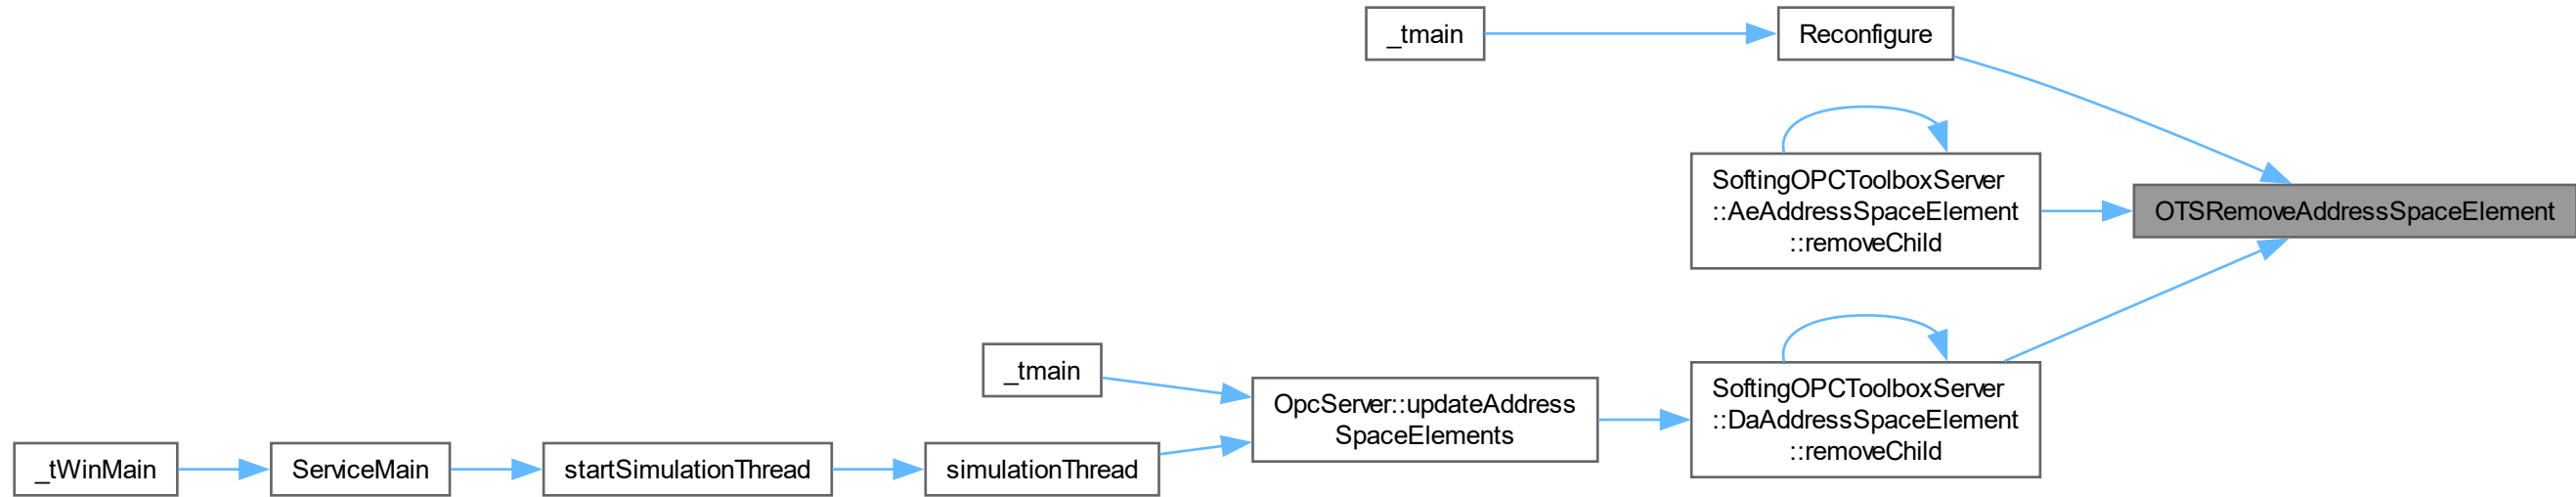 _tmain
Reconfigure
SoftingOPCToolboxServer
::AeAddressSpaceElement
::removeChild
OTSRemoveAddressSpaceElement
_tmain
OpcServer::updateAddress
SpaceElements
SoftingOPCToolboxServer
::DaAddressSpaceElement
::removeChild
_tWinMain
ServiceMain
startSimulationThread
simulationThread